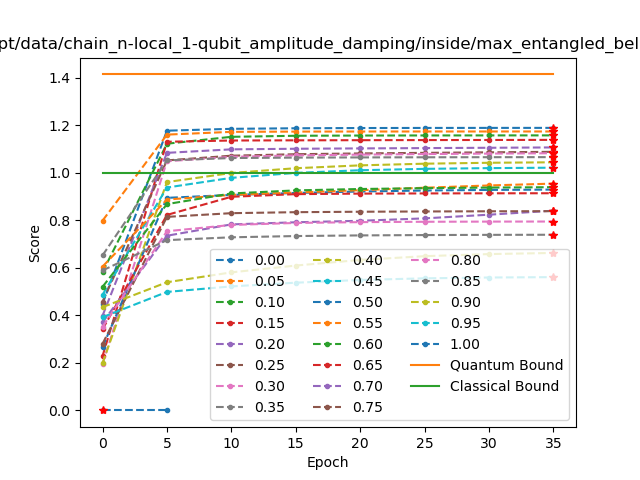 pt/data/chain_n-local_1-qubit_amplitude_damping/inside/max_entangled_bel
1.4
1.2
1.0
0.8
0.6
0.4
0.2
0.0
Score
0 5 10 15 20 25 30 35
Epoch
0.00 0.40 0.80
0.05 0.45 0.85
0.10 0.50 0.90
0.15 0.55 0.95
0.20 0.60 1.00
0.25 0.65 Quantum Bound
0.30 0.70 Classical Bound
0.35 0.75